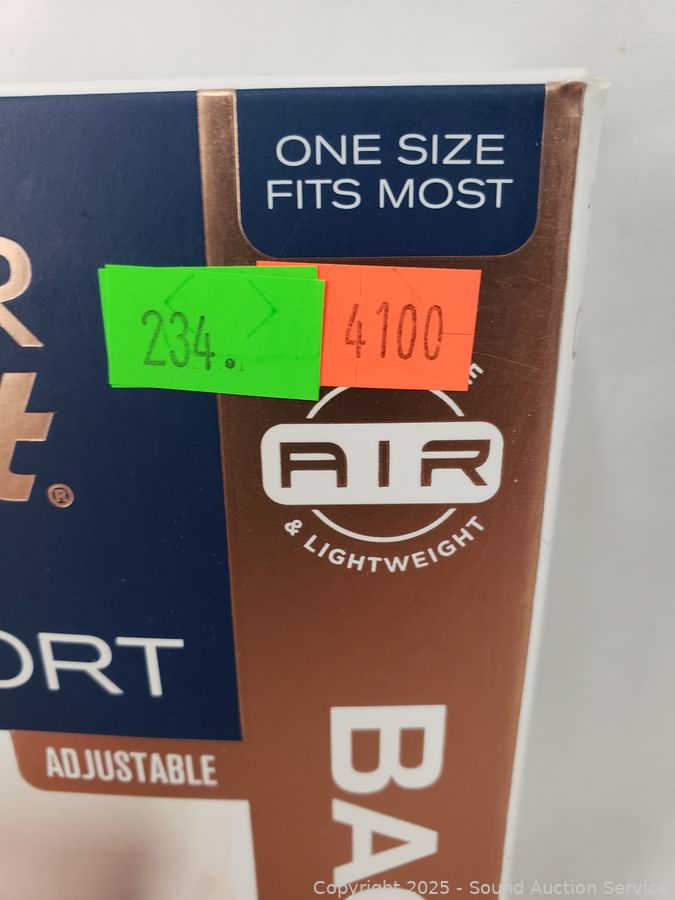 ONE SIZE
FITS MOST
R
t®
234.
4100
AIR
& LIGHTWEIGHT
ORT
ADJUSTABLE
BA
Copyright 2025 - Sound Auction Service